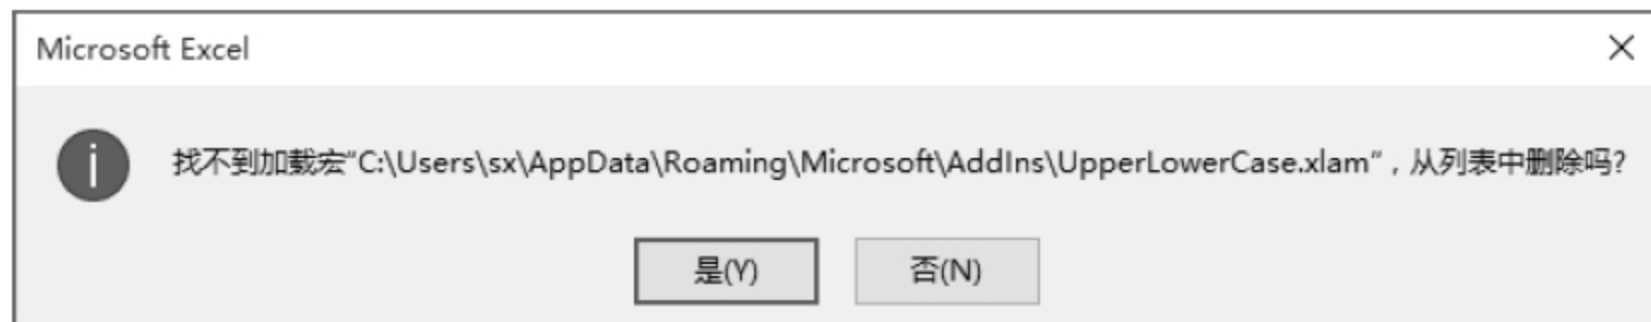 Microsoft Excel
找不到加载宏"C:\Users\sx\AppData\Roaming\Microsoft\AddIns\UpperLowerCase.xlam"，从列表中删除吗?
是(Y)
否(N)